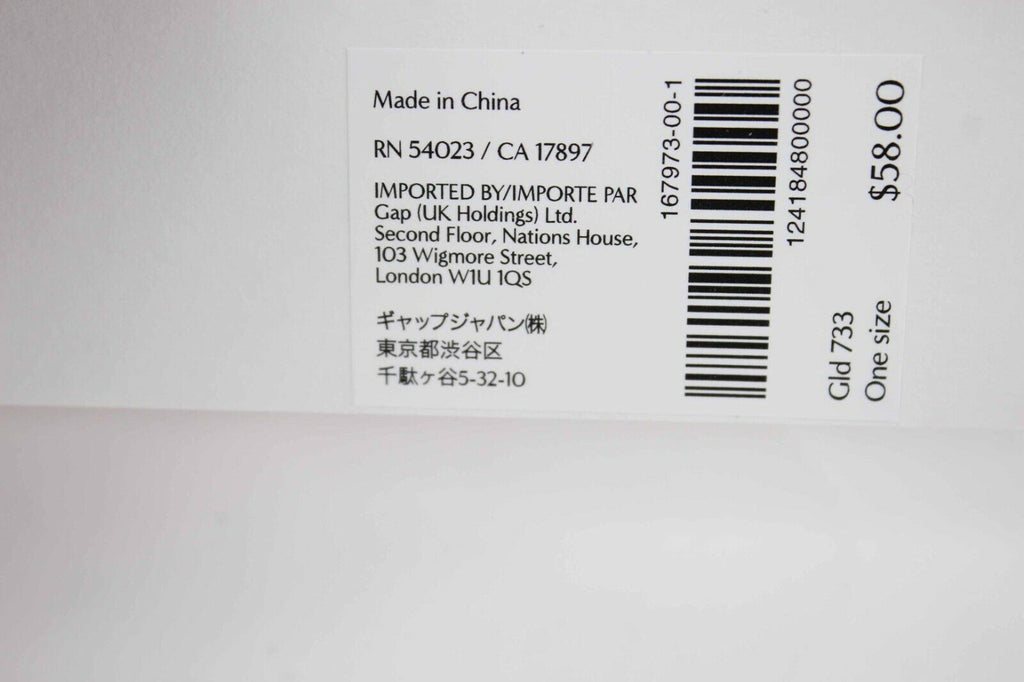 Made in China
RN 54023 / CA 17897
IMPORTED BY/IMPORTE PAR
Gap (UK Holdings) Ltd.
Second Floor, Nations House,
103 Wigmore Street,
London W1U 1QS
ギャップジャパン㈱
東京都渋谷区
千駄ヶ谷5-32-10
167973-00-1
124184800000
Gld 733
One size
$58.00